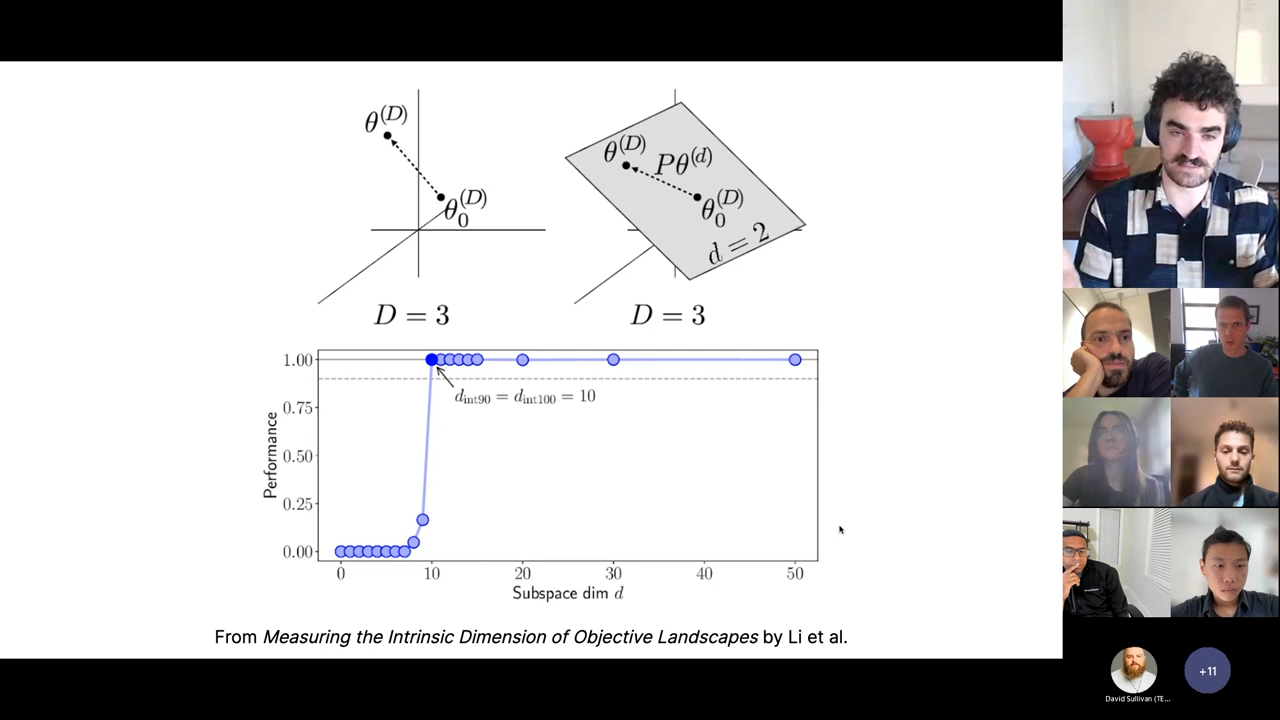 θ^(D)
θ_0^(D)
D = 3
θ^(D)
Pθ^(d)
θ_0^(D)
d = 2
D = 3
Performance
1.00
0.75
0.50
0.25
0.00
d_int90 = d_int100 = 10
0 10 20 30 40 50
Subspace dim d
From Measuring the Intrinsic Dimension of Objective Landscapes by Li et al.
David Sullivan (TE...
+11